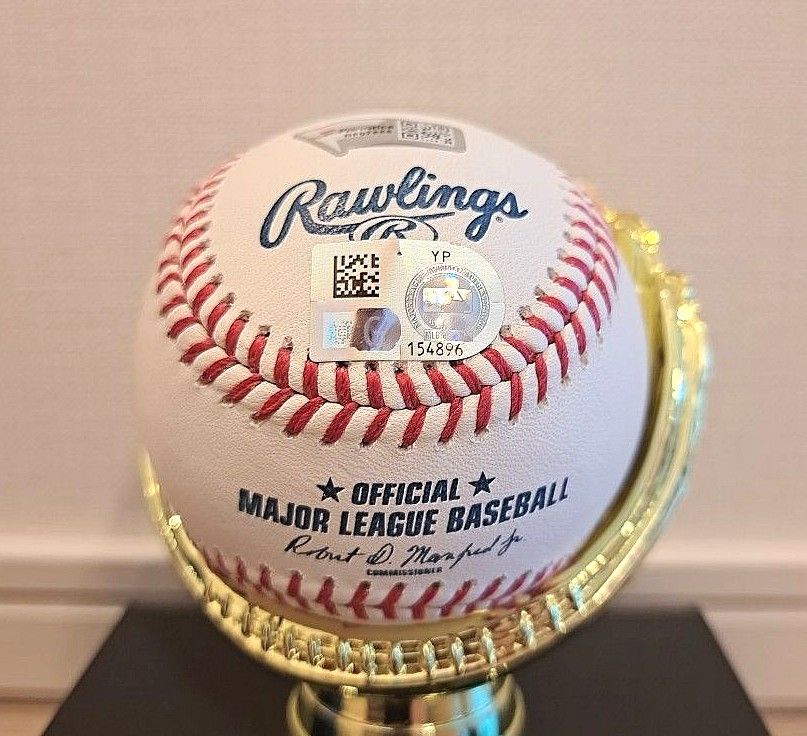 Rawlings®
R
YP
154896
★ OFFICIAL ★
MAJOR LEAGUE BASEBALL
Robert D. Manfred Jr.
COMMISSIONER